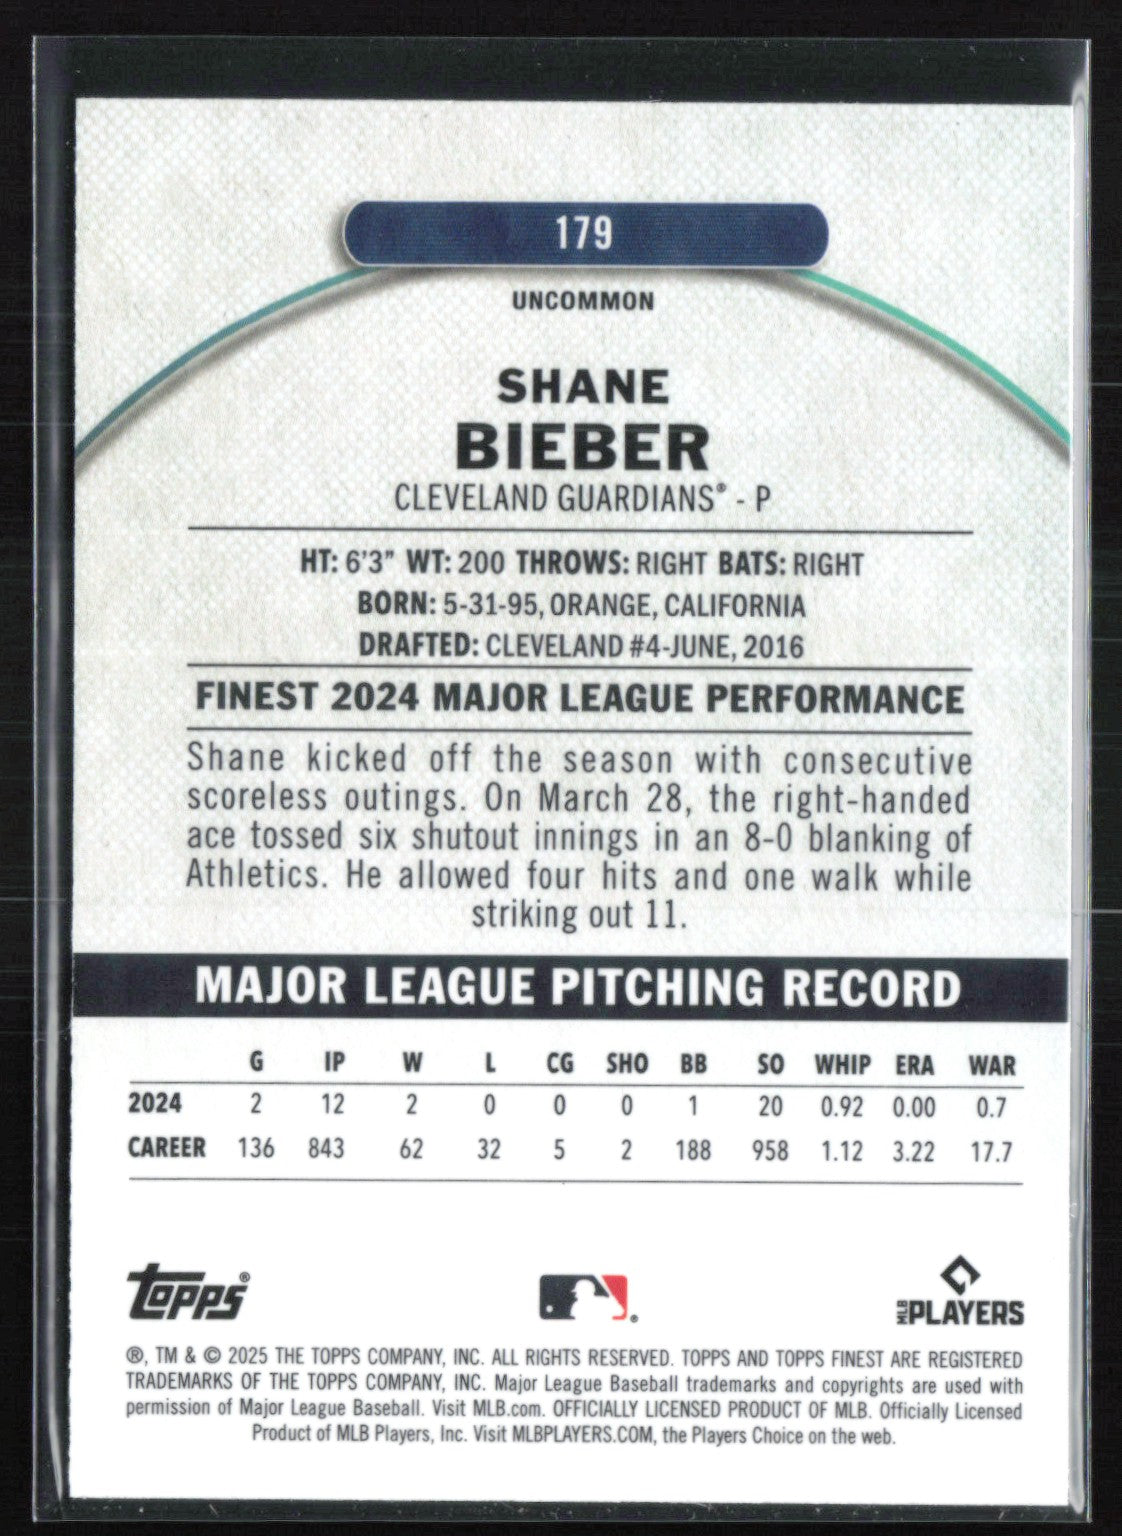 179
UNCOMMON
SHANE
BIEBER
CLEVELAND GUARDIANS® - P
HT: 6'3" WT: 200 THROWS: RIGHT BATS: RIGHT
BORN: 5-31-95, ORANGE, CALIFORNIA
DRAFTED: CLEVELAND #4-JUNE, 2016
FINEST 2024 MAJOR LEAGUE PERFORMANCE
Shane kicked off the season with consecutive
scoreless outings. On March 28, the right-handed
ace tossed six shutout innings in an 8-0 blanking of
Athletics. He allowed four hits and one walk while
striking out 11.
MAJOR LEAGUE PITCHING RECORD
G IP W L CG SHO BB SO WHIP ERA WAR
2024 2 12 2 0 0 0 1 20 0.92 0.00 0.7
CAREER 136 843 62 32 5 2 188 958 1.12 3.22 17.7
Topps® ® MLB PLAYERS
®, TM & © 2025 THE TOPPS COMPANY, INC. ALL RIGHTS RESERVED. TOPPS AND TOPPS FINEST ARE REGISTERED
TRADEMARKS OF THE TOPPS COMPANY, INC. Major League Baseball trademarks and copyrights are used with
permission of Major League Baseball. Visit MLB.com. OFFICIALLY LICENSED PRODUCT OF MLB. Officially Licensed
Product of MLB Players, Inc. Visit MLBPLAYERS.COM, the Players Choice on the web.